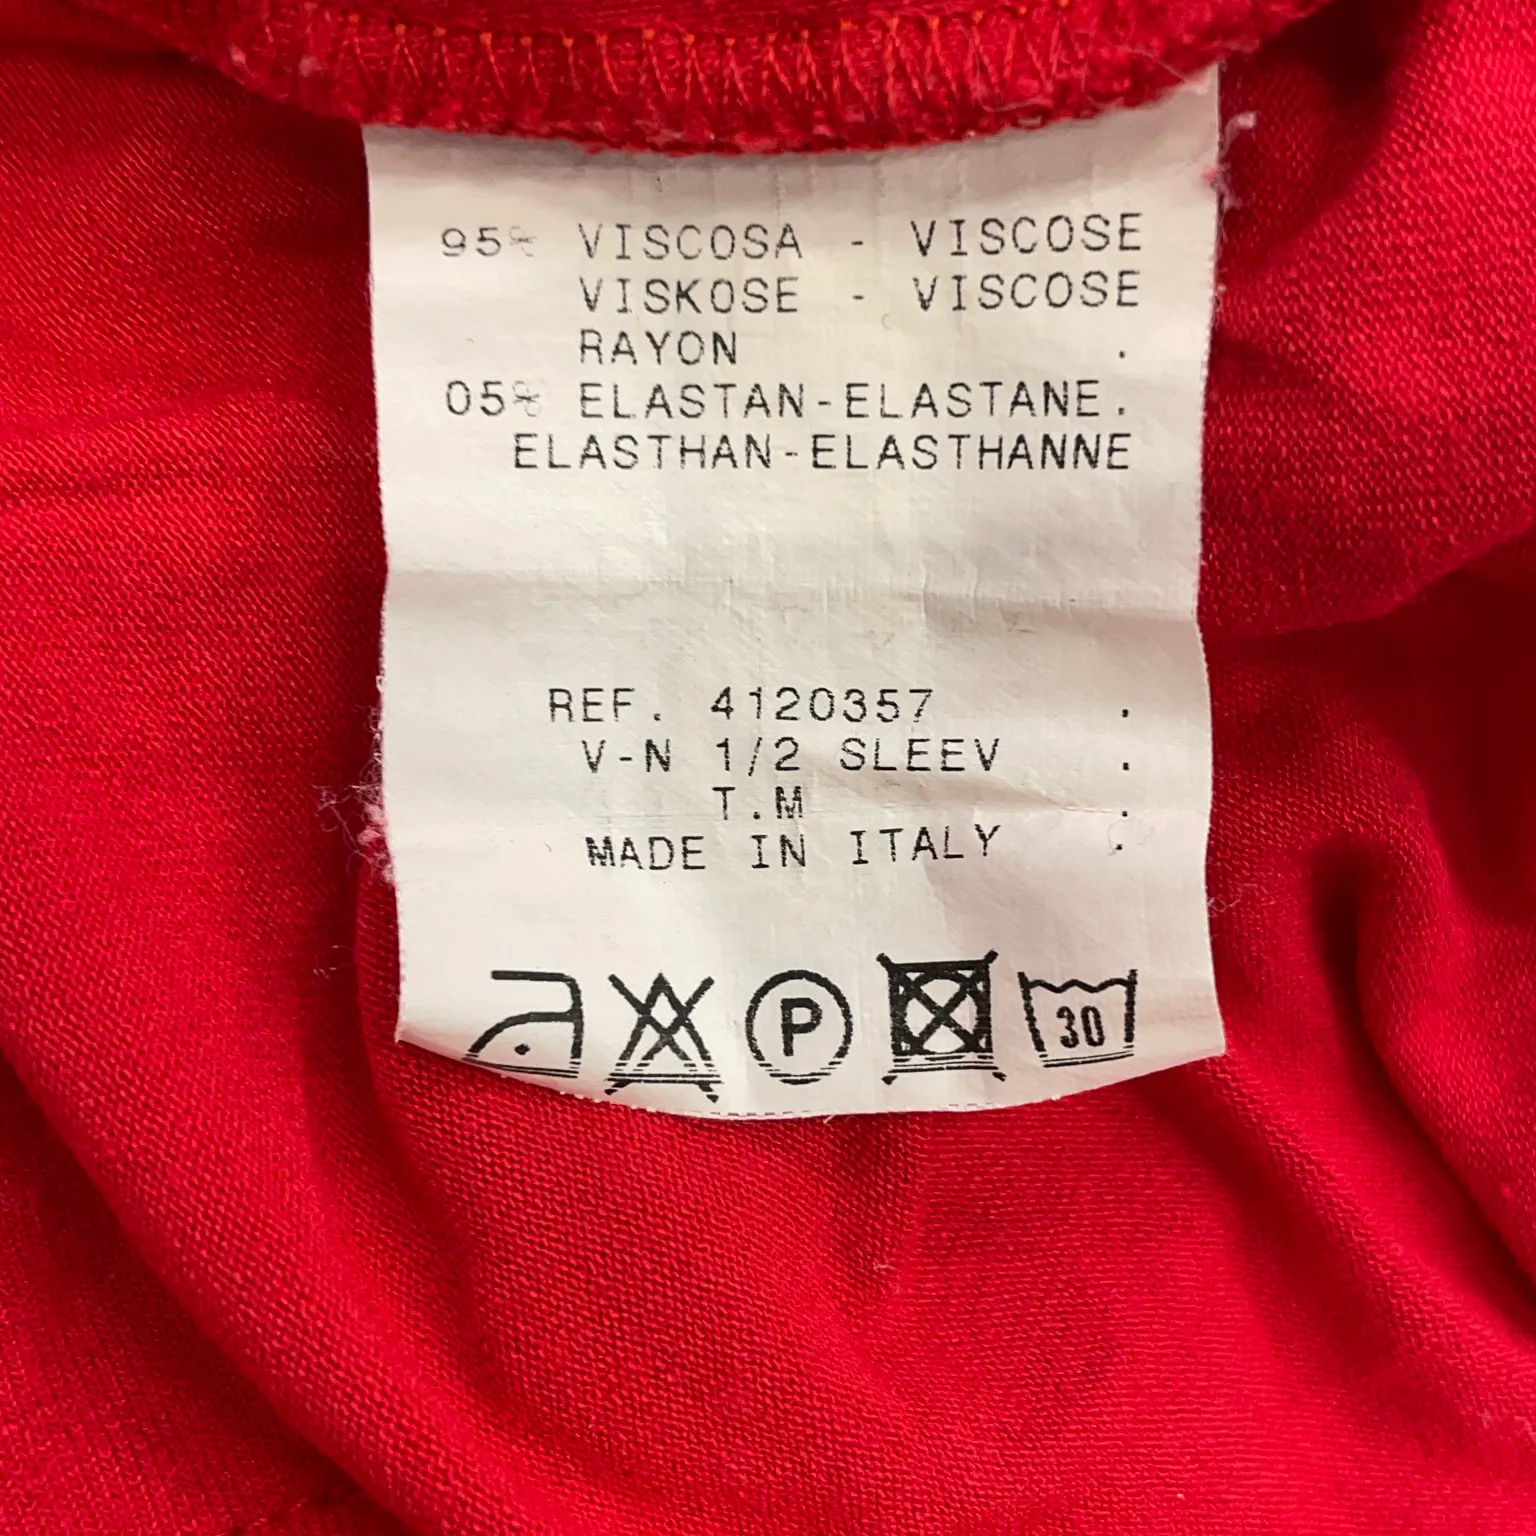 95% VISCOSA - VISCOSE
VISKOSE - VISCOSE
RAYON .
05% ELASTAN-ELASTANE.
ELASTHAN-ELASTHANNE
REF. 4120357 .
V-N 1/2 SLEEV .
T.M .
MADE IN ITALY .
P 30